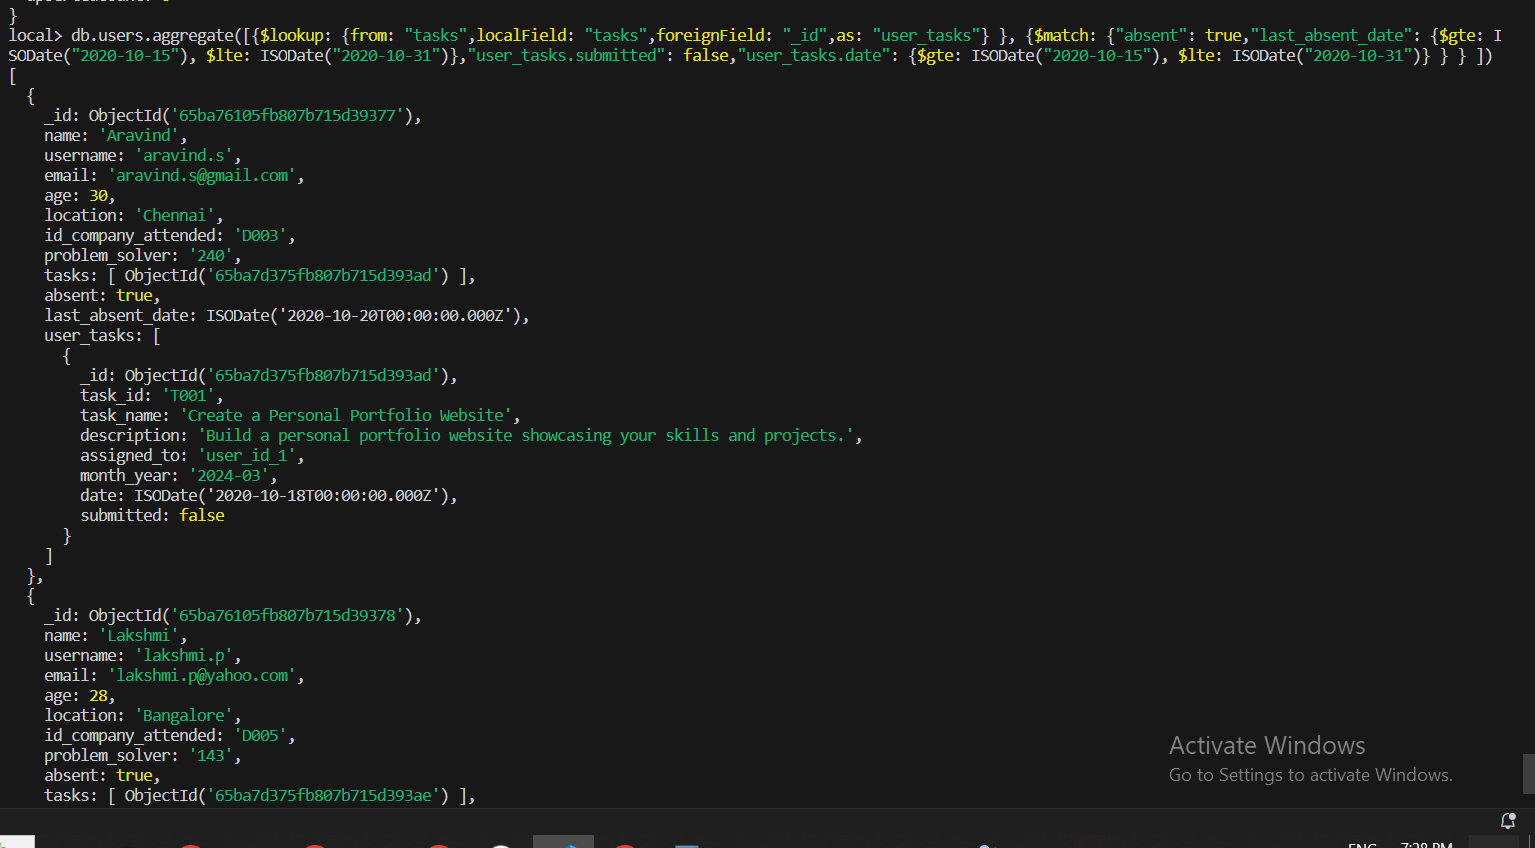 }
local> db.users.aggregate([{$lookup: {from: "tasks",localField: "tasks",foreignField: "_id",as: "user_tasks"} }, {$match: {"absent": true,"last_absent_date": {$gte: I
SODate("2020-10-15"), $lte: ISODate("2020-10-31")},"user_tasks.submitted": false,"user_tasks.date": {$gte: ISODate("2020-10-15"), $lte: ISODate("2020-10-31")} } } ])
[
{
_id: ObjectId('65ba76105fb807b715d39377'),
name: 'Aravind',
username: 'aravind.s',
email: 'aravind.s@gmail.com',
age: 30,
location: 'Chennai',
id_company_attended: 'D003',
problem_solver: '240',
tasks: [ ObjectId('65ba7d375fb807b715d393ad') ],
absent: true,
last_absent_date: ISODate('2020-10-20T00:00:00.000Z'),
user_tasks: [
{
_id: ObjectId('65ba7d375fb807b715d393ad'),
task_id: 'T001',
task_name: 'Create a Personal Portfolio Website',
description: 'Build a personal portfolio website showcasing your skills and projects.',
assigned_to: 'user_id_1',
month_year: '2024-03',
date: ISODate('2020-10-18T00:00:00.000Z'),
submitted: false
}
]
},
{
_id: ObjectId('65ba76105fb807b715d39378'),
name: 'Lakshmi',
username: 'lakshmi.p',
email: 'lakshmi.p@yahoo.com',
age: 28,
location: 'Bangalore',
id_company_attended: 'D005',
problem_solver: '143',
absent: true,
tasks: [ ObjectId('65ba7d375fb807b715d393ae') ],
Activate Windows
Go to Settings to activate Windows.
ENG 7:28 PM